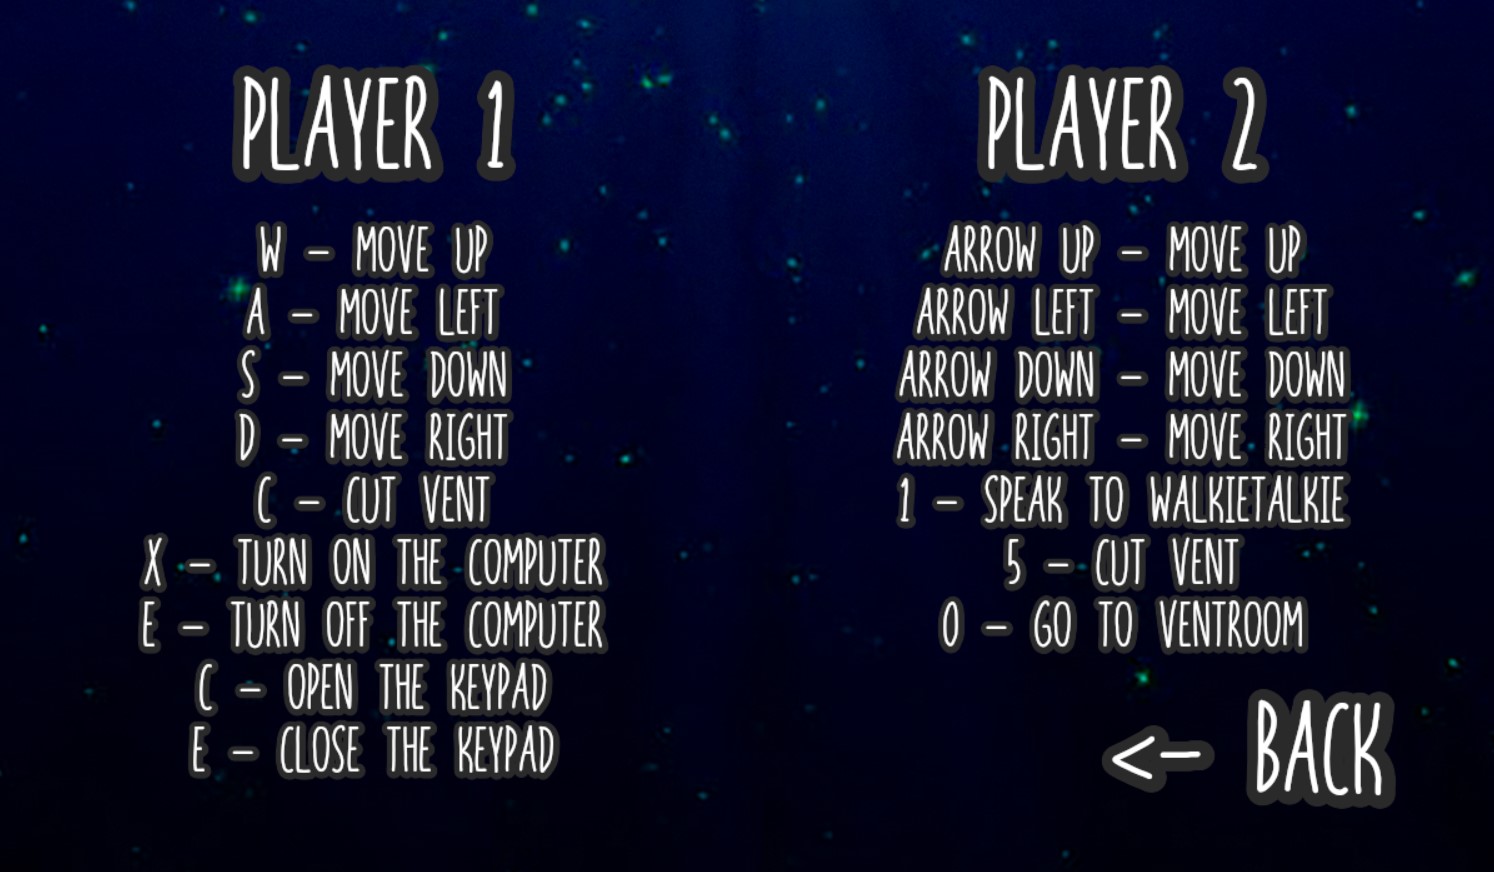 PLAYER 1
W - MOVE UP
A - MOVE LEFT
S - MOVE DOWN
D - MOVE RIGHT
C - CUT VENT
X - TURN ON THE COMPUTER
E - TURN OFF THE COMPUTER
C - OPEN THE KEYPAD
E - CLOSE THE KEYPAD
PLAYER 2
ARROW UP - MOVE UP
ARROW LEFT - MOVE LEFT
ARROW DOWN - MOVE DOWN
ARROW RIGHT - MOVE RIGHT
1 - SPEAK TO WALKIETALKIE
5 - CUT VENT
0 - GO TO VENTROOM
<- BACK